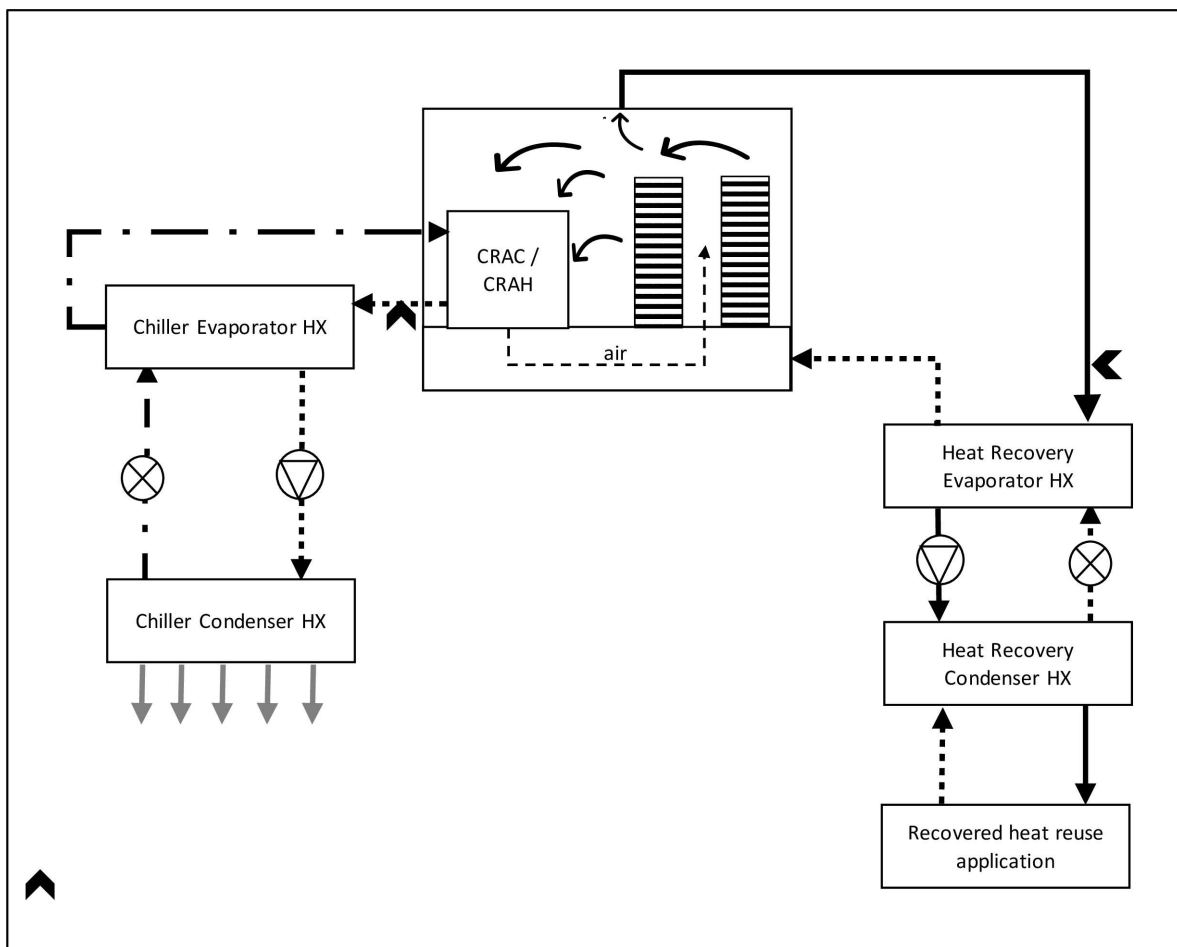 CRAC /
CRAH
Chiller Evaporator HX
air
Heat Recovery
Evaporator HX
Chiller Condenser HX
Heat Recovery
Condenser HX
Recovered heat reuse
application